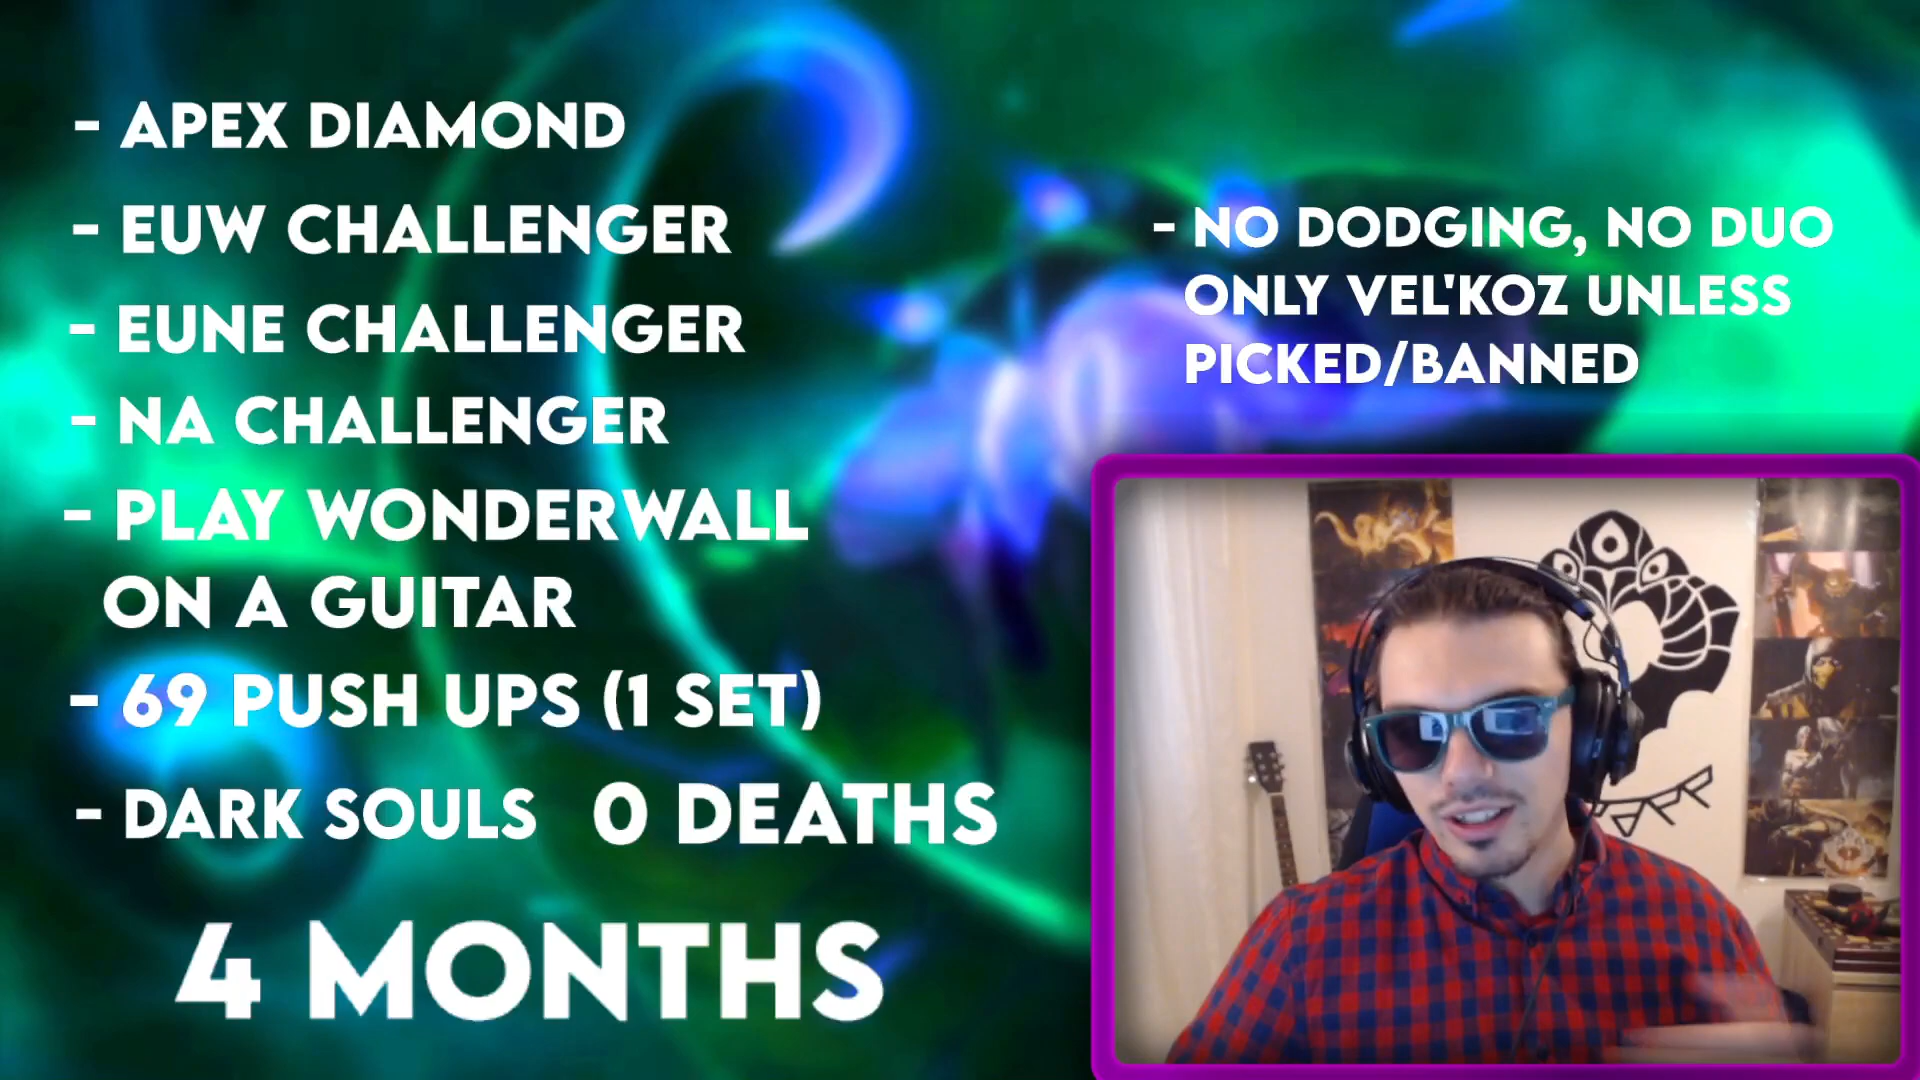 - APEX DIAMOND
- EUW CHALLENGER
- EUNE CHALLENGER
- NA CHALLENGER
- PLAY WONDERWALL
ON A GUITAR
- 69 PUSH UPS (1 SET)
- DARK SOULS 0 DEATHS
4 MONTHS
- NO DODGING, NO DUO
ONLY VEL'KOZ UNLESS
PICKED/BANNED